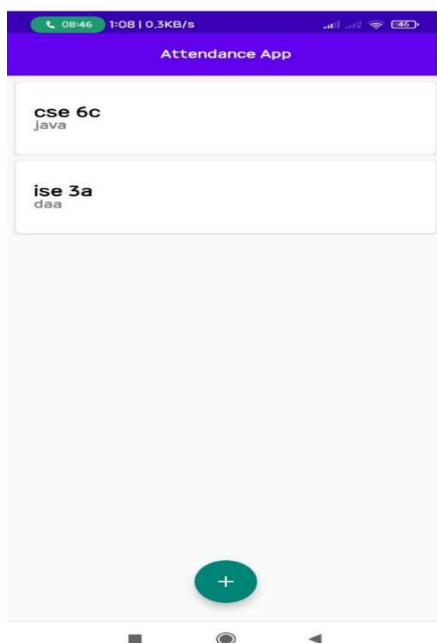 08:46 1:08 | 0,3KB/s 46
Attendance App
cse 6c
java
ise 3a
daa
+